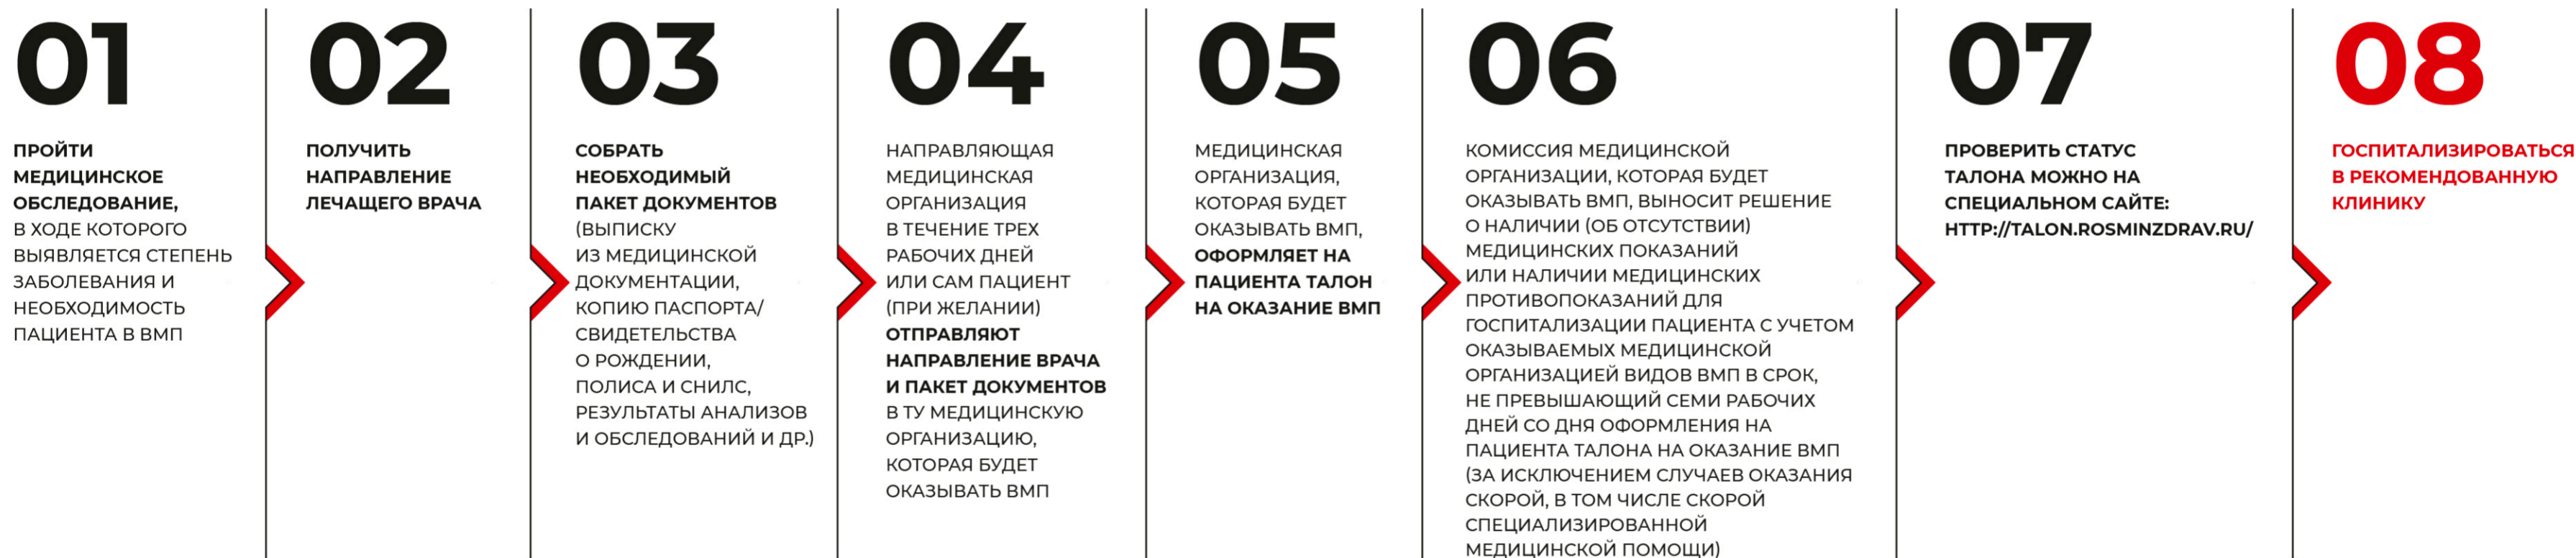 01
ПРОЙТИ
МЕДИЦИНСКОЕ
ОБСЛЕДОВАНИЕ,
В ХОДЕ КОТОРОГО
ВЫЯВЛЯЕТСЯ СТЕПЕНЬ
ЗАБОЛЕВАНИЯ И
НЕОБХОДИМОСТЬ
ПАЦИЕНТА В ВМП
02
ПОЛУЧИТЬ
НАПРАВЛЕНИЕ
ЛЕЧАЩЕГО ВРАЧА
03
СОБРАТЬ
НЕОБХОДИМЫЙ
ПАКЕТ ДОКУМЕНТОВ
(ВЫПИСКУ
ИЗ МЕДИЦИНСКОЙ
ДОКУМЕНТАЦИИ,
КОПИЮ ПАСПОРТА/
СВИДЕТЕЛЬСТВА
О РОЖДЕНИИ,
ПОЛИСА И СНИЛС,
РЕЗУЛЬТАТЫ АНАЛИЗОВ
И ОБСЛЕДОВАНИЙ И ДР.)
04
НАПРАВЛЯЮЩАЯ
МЕДИЦИНСКАЯ
ОРГАНИЗАЦИЯ
В ТЕЧЕНИЕ ТРЕХ
РАБОЧИХ ДНЕЙ
ИЛИ САМ ПАЦИЕНТ
(ПРИ ЖЕЛАНИИ)
ОТПРАВЛЯЮТ
НАПРАВЛЕНИЕ ВРАЧА
И ПАКЕТ ДОКУМЕНТОВ
В ТУ МЕДИЦИНСКУЮ
ОРГАНИЗАЦИЮ,
КОТОРАЯ БУДЕТ
ОКАЗЫВАТЬ ВМП
05
МЕДИЦИНСКАЯ
ОРГАНИЗАЦИЯ,
КОТОРАЯ БУДЕТ
ОКАЗЫВАТЬ ВМП,
ОФОРМЛЯЕТ НА
ПАЦИЕНТА ТАЛОН
НА ОКАЗАНИЕ ВМП
06
КОМИССИЯ МЕДИЦИНСКОЙ
ОРГАНИЗАЦИИ, КОТОРАЯ БУДЕТ
ОКАЗЫВАТЬ ВМП, ВЫНОСИТ РЕШЕНИЕ
О НАЛИЧИИ (ОБ ОТСУТСТВИИ)
МЕДИЦИНСКИХ ПОКАЗАНИЙ
ИЛИ НАЛИЧИИ МЕДИЦИНСКИХ
ПРОТИВОПОКАЗАНИЙ ДЛЯ
ГОСПИТАЛИЗАЦИИ ПАЦИЕНТА С УЧЕТОМ
ОКАЗЫВАЕМЫХ МЕДИЦИНСКОЙ
ОРГАНИЗАЦИЕЙ ВИДОВ ВМП В СРОК,
НЕ ПРЕВЫШАЮЩИЙ СЕМИ РАБОЧИХ
ДНЕЙ СО ДНЯ ОФОРМЛЕНИЯ НА
ПАЦИЕНТА ТАЛОНА НА ОКАЗАНИЕ ВМП
(ЗА ИСКЛЮЧЕНИЕМ СЛУЧАЕВ ОКАЗАНИЯ
СКОРОЙ, В ТОМ ЧИСЛЕ СКОРОЙ
СПЕЦИАЛИЗИРОВАННОЙ
МЕДИЦИНСКОЙ ПОМОЩИ)
07
ПРОВЕРИТЬ СТАТУС
ТАЛОНА МОЖНО НА
СПЕЦИАЛЬНОМ САЙТЕ:
HTTP://TALON.ROSMINZDRAV.RU/
08
ГОСПИТАЛИЗИРОВАТЬСЯ
В РЕКОМЕНДОВАННУЮ
КЛИНИКУ